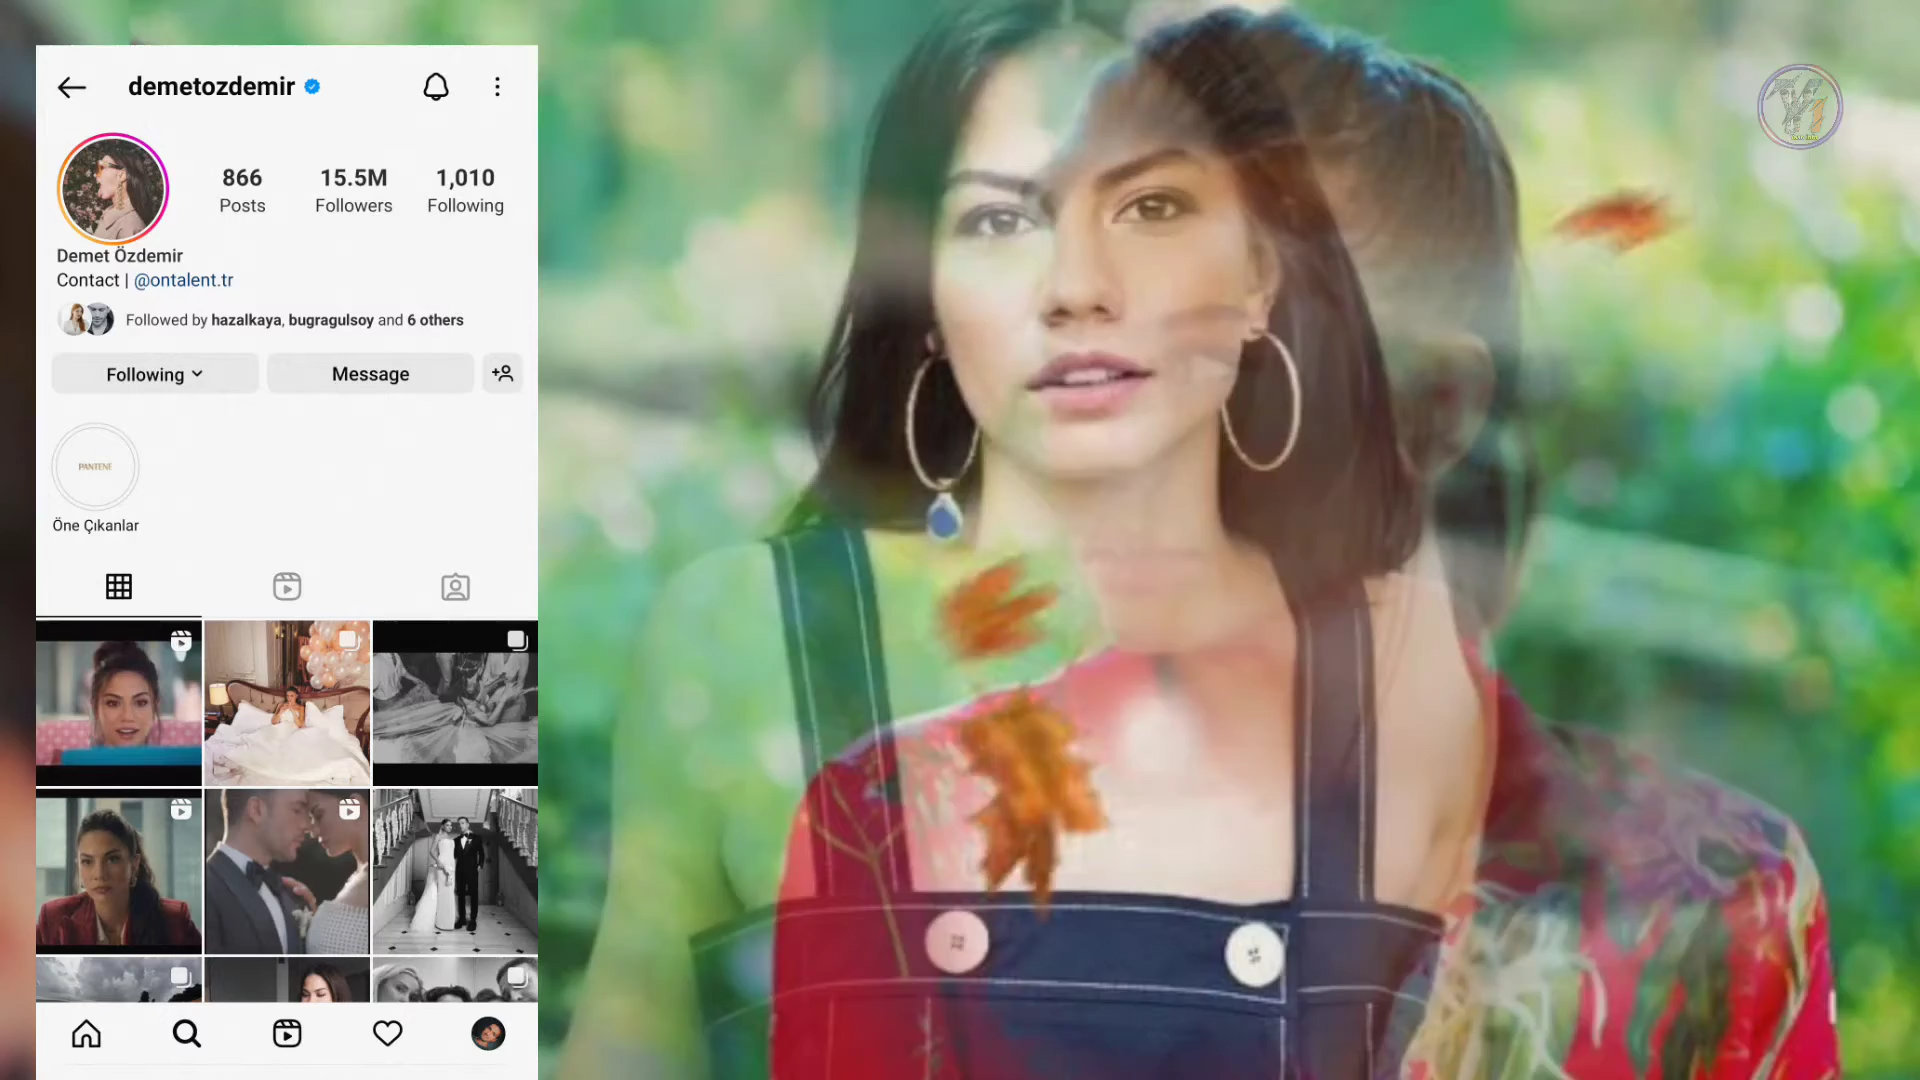 demetozdemir
866
Posts
15.5M
Followers
1,010
Following
Demet Özdemir
Contact | @ontalent.tr
Followed by hazalkaya, bugragulsoy and 6 others
Following
Message
PANTENE
Öne Çıkanlar